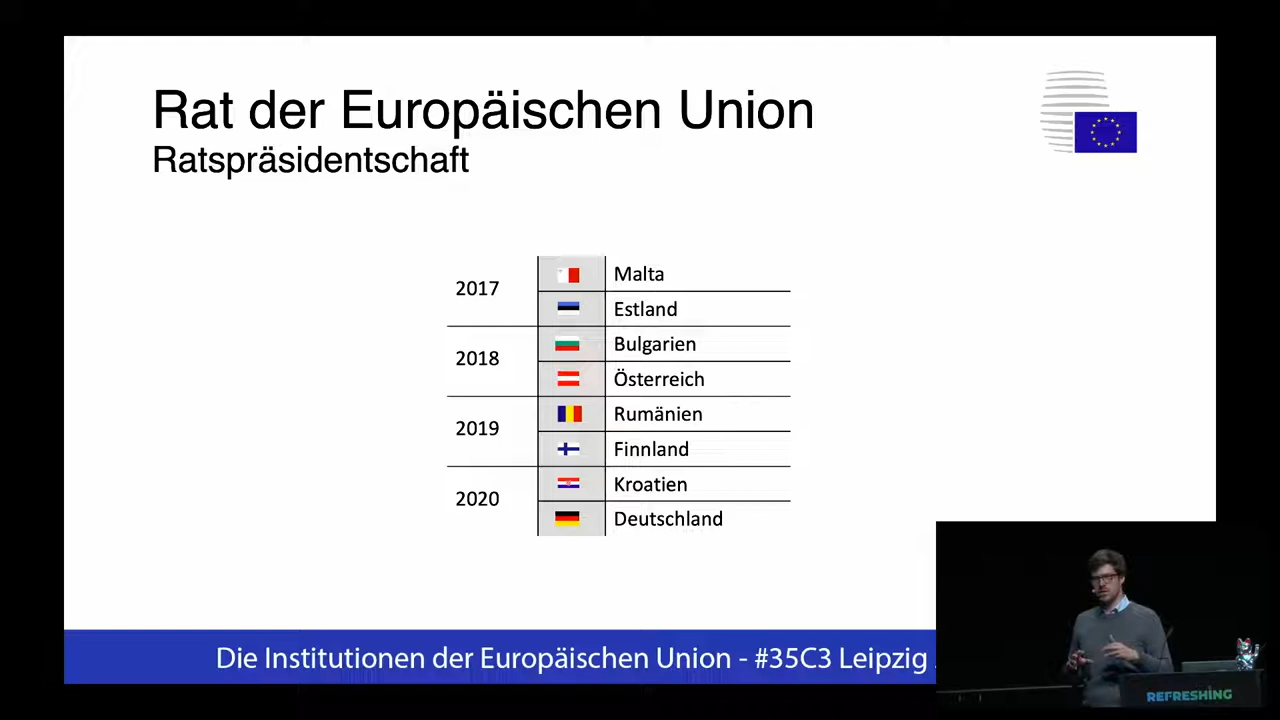 Rat der Europäischen Union
Ratspräsidentschaft
2017
Malta
Estland
2018
Bulgarien
Österreich
2019
Rumänien
Finnland
2020
Kroatien
Deutschland
Die Institutionen der Europäischen Union - #35C3 Leipzig
REFRESHING